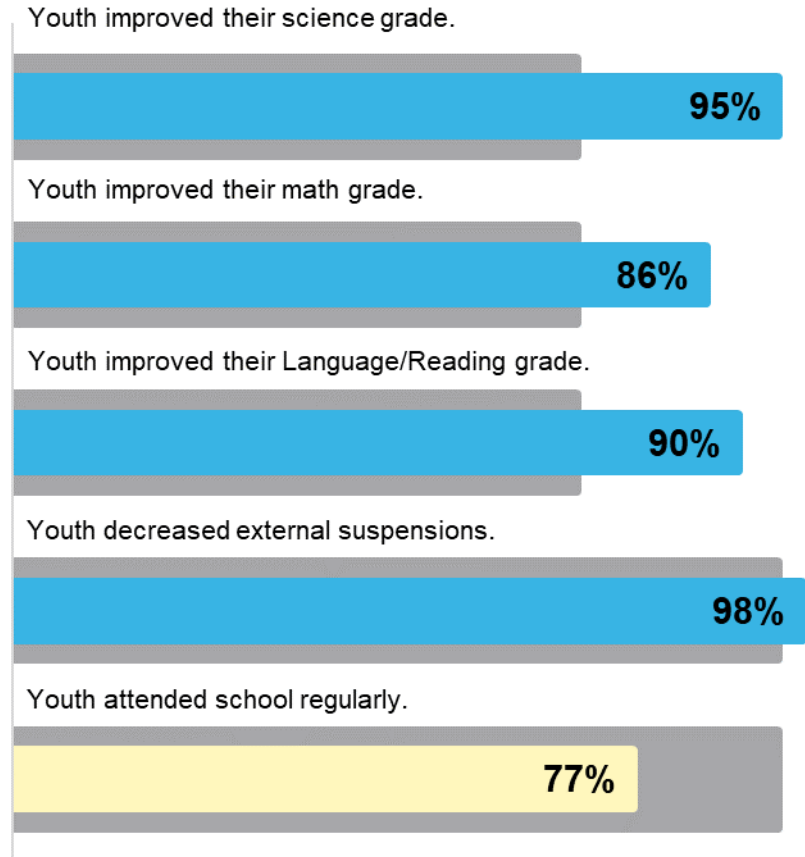 Youth improved their science grade.
95%
Youth improved their math grade.
86%
Youth improved their Language/Reading grade.
90%
Youth decreased external suspensions.
98%
Youth attended school regularly.
77%